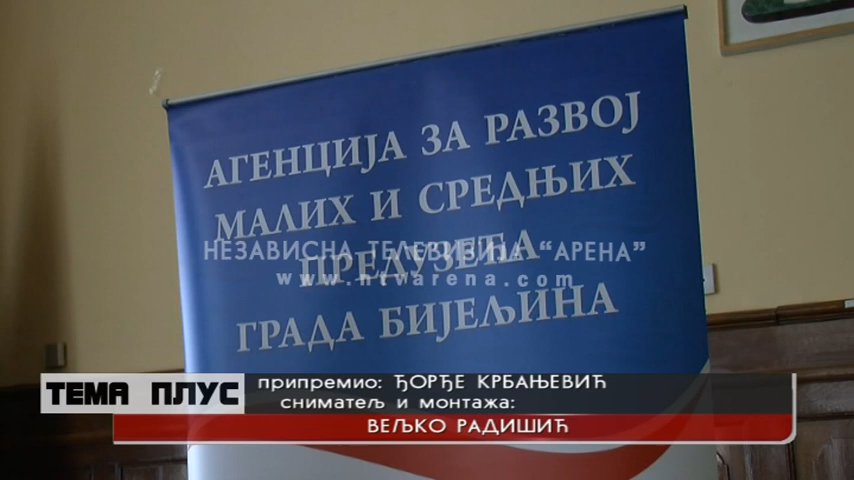 АГЕНЦИЈА ЗА РАЗВОЈ
МАЛИХ И СРЕДЊИХ
ПРЕДУЗЕЋА
ГРАДА БИЈЕЉИНА
НЕЗАВИСНА ТЕЛЕВИЗИЈА “АРЕНА”
www.ntvarena.com
ТЕМА ПЛУС
припремио: ЂОРЂЕ КРБАЊЕВИЋ
сниматељ и монтажа:
ВЕЉКО РАДИШИЋ